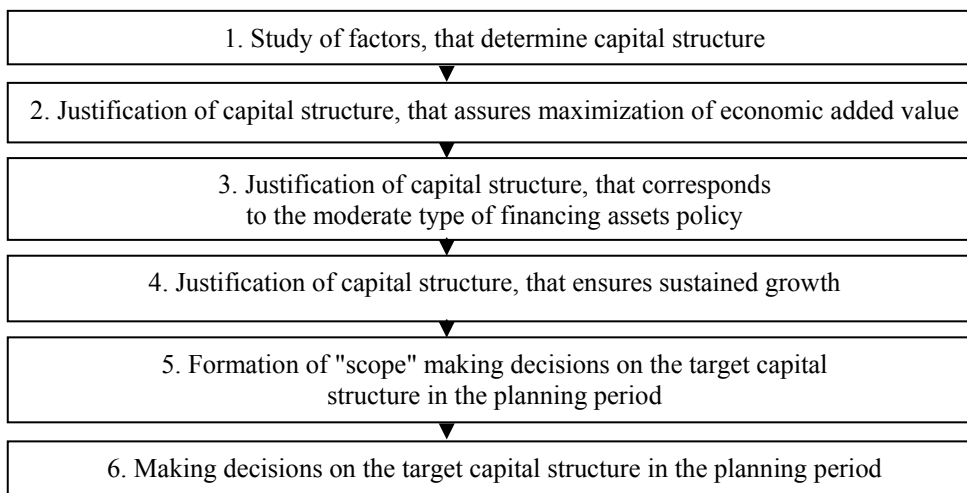 1. Study of factors, that determine capital structure
2. Justification of capital structure, that assures maximization of economic added value
3. Justification of capital structure, that corresponds
to the moderate type of financing assets policy
4. Justification of capital structure, that ensures sustained growth
5. Formation of "scope" making decisions on the target capital
structure in the planning period
6. Making decisions on the target capital structure in the planning period